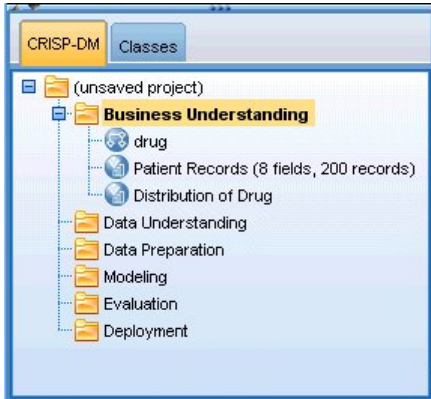 CRISP-DM Classes
(unsaved project)
Business Understanding
drug
Patient Records (8 fields, 200 records)
Distribution of Drug
Data Understanding
Data Preparation
Modeling
Evaluation
Deployment